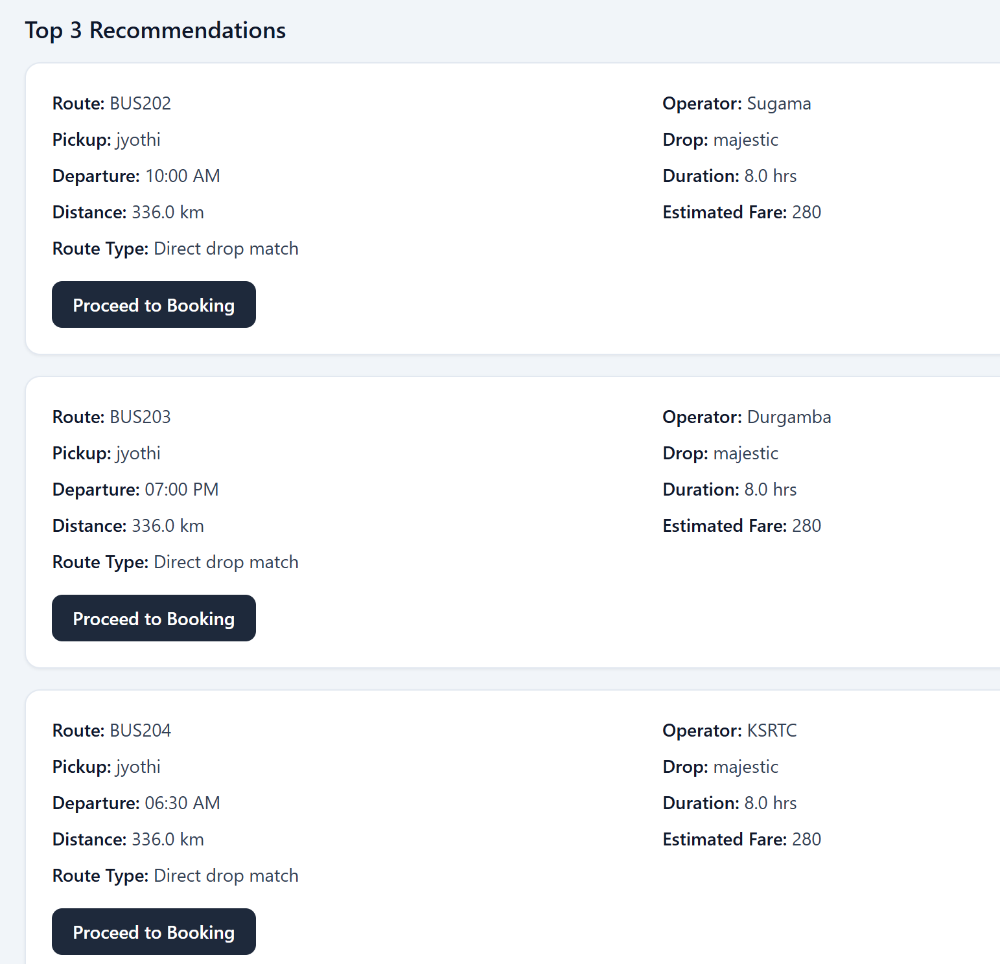 Top 3 Recommendations
Route: BUS202
Operator: Sugama
Pickup: jyothi
Drop: majestic
Departure: 10:00 AM
Duration: 8.0 hrs
Distance: 336.0 km
Estimated Fare: 280
Route Type: Direct drop match
Proceed to Booking
Route: BUS203
Operator: Durgamba
Pickup: jyothi
Drop: majestic
Departure: 07:00 PM
Duration: 8.0 hrs
Distance: 336.0 km
Estimated Fare: 280
Route Type: Direct drop match
Proceed to Booking
Route: BUS204
Operator: KSRTC
Pickup: jyothi
Drop: majestic
Departure: 06:30 AM
Duration: 8.0 hrs
Distance: 336.0 km
Estimated Fare: 280
Route Type: Direct drop match
Proceed to Booking